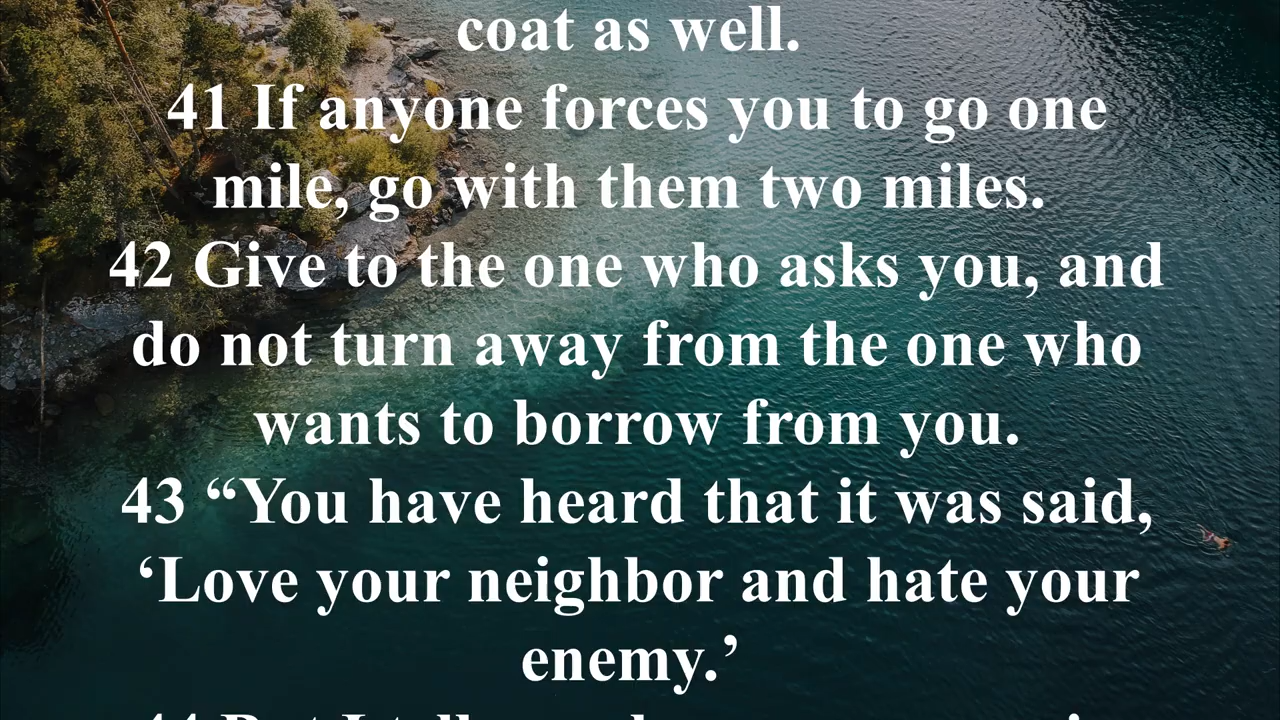 coat as well.
41 If anyone forces you to go one
mile, go with them two miles.
42 Give to the one who asks you, and
do not turn away from the one who
wants to borrow from you.
43 “You have heard that it was said,
‘Love your neighbor and hate your
enemy.’